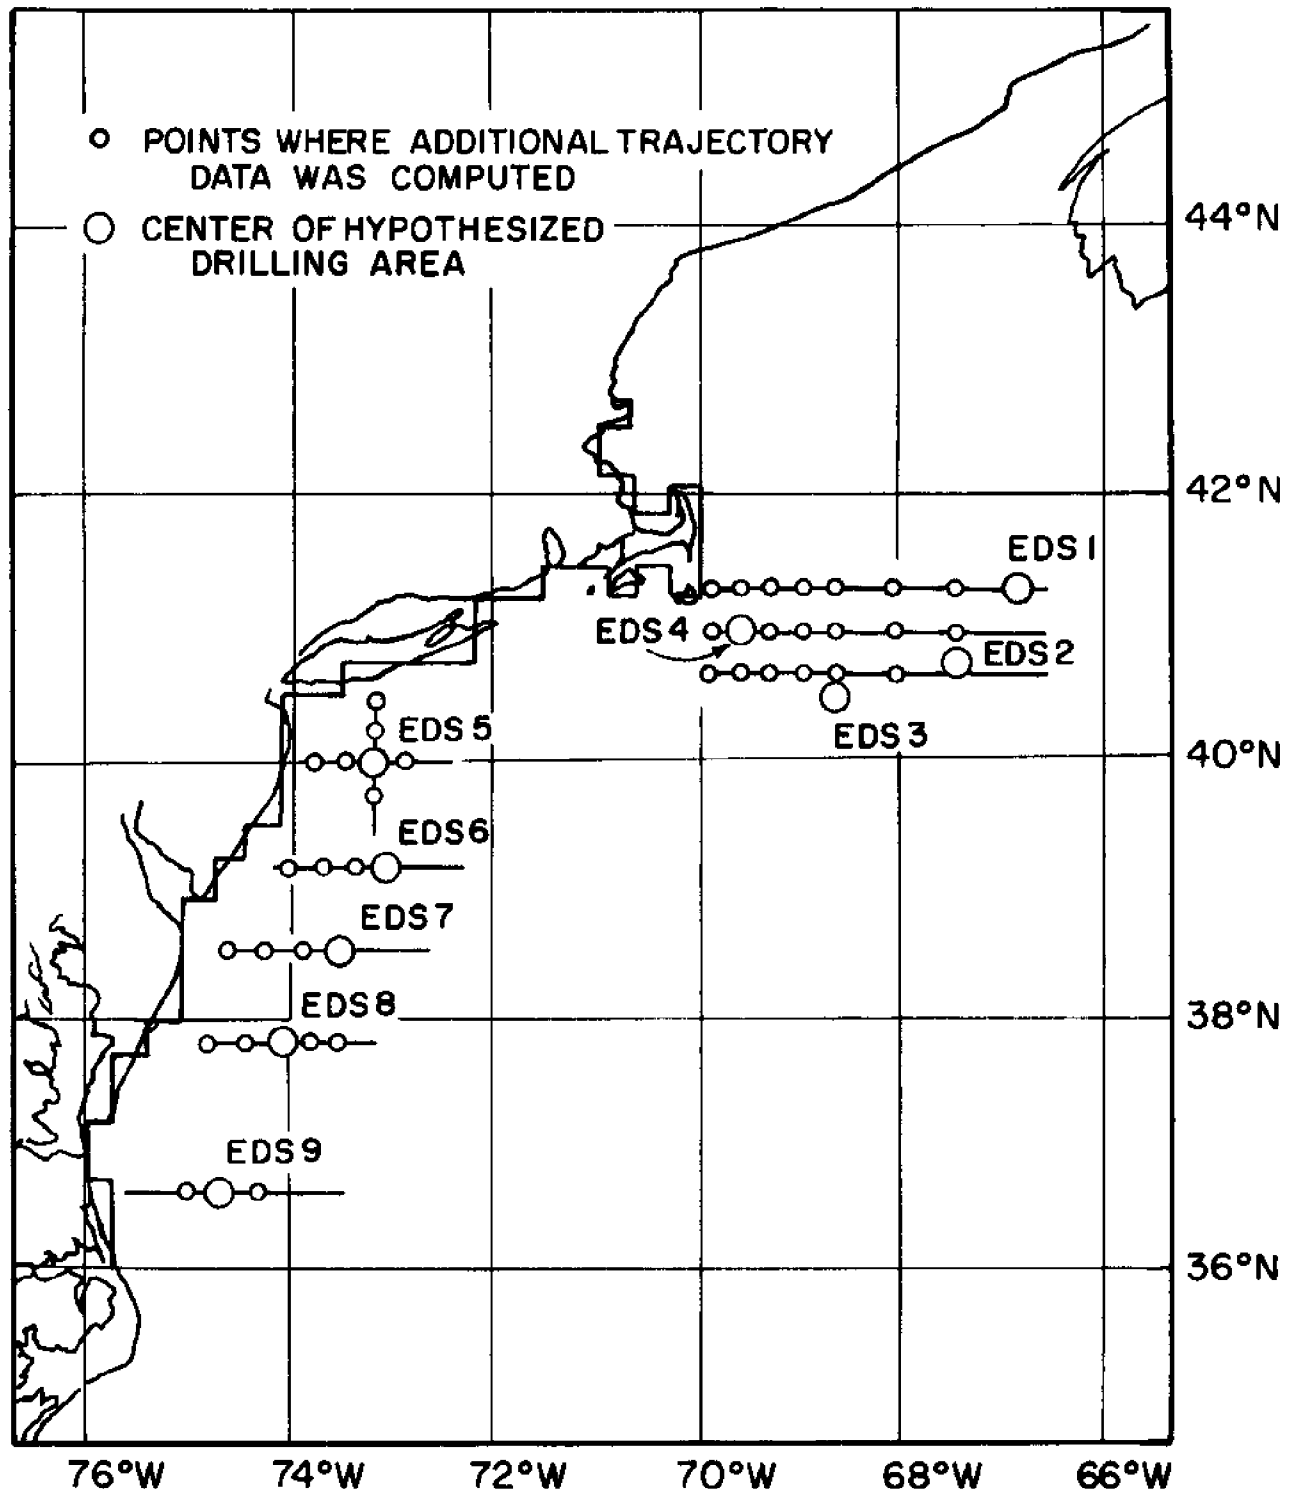 POINTS WHERE ADDITIONAL TRAJECTORY
DATA WAS COMPUTED
CENTER OF HYPOTHESIZED
DRILLING AREA
44°N
42°N
EDS 1
EDS 4
EDS 2
EDS 3
EDS 5
40°N
EDS 6
EDS 7
EDS 8
38°N
EDS 9
36°N
76°W 74°W 72°W 70°W 68°W 66°W